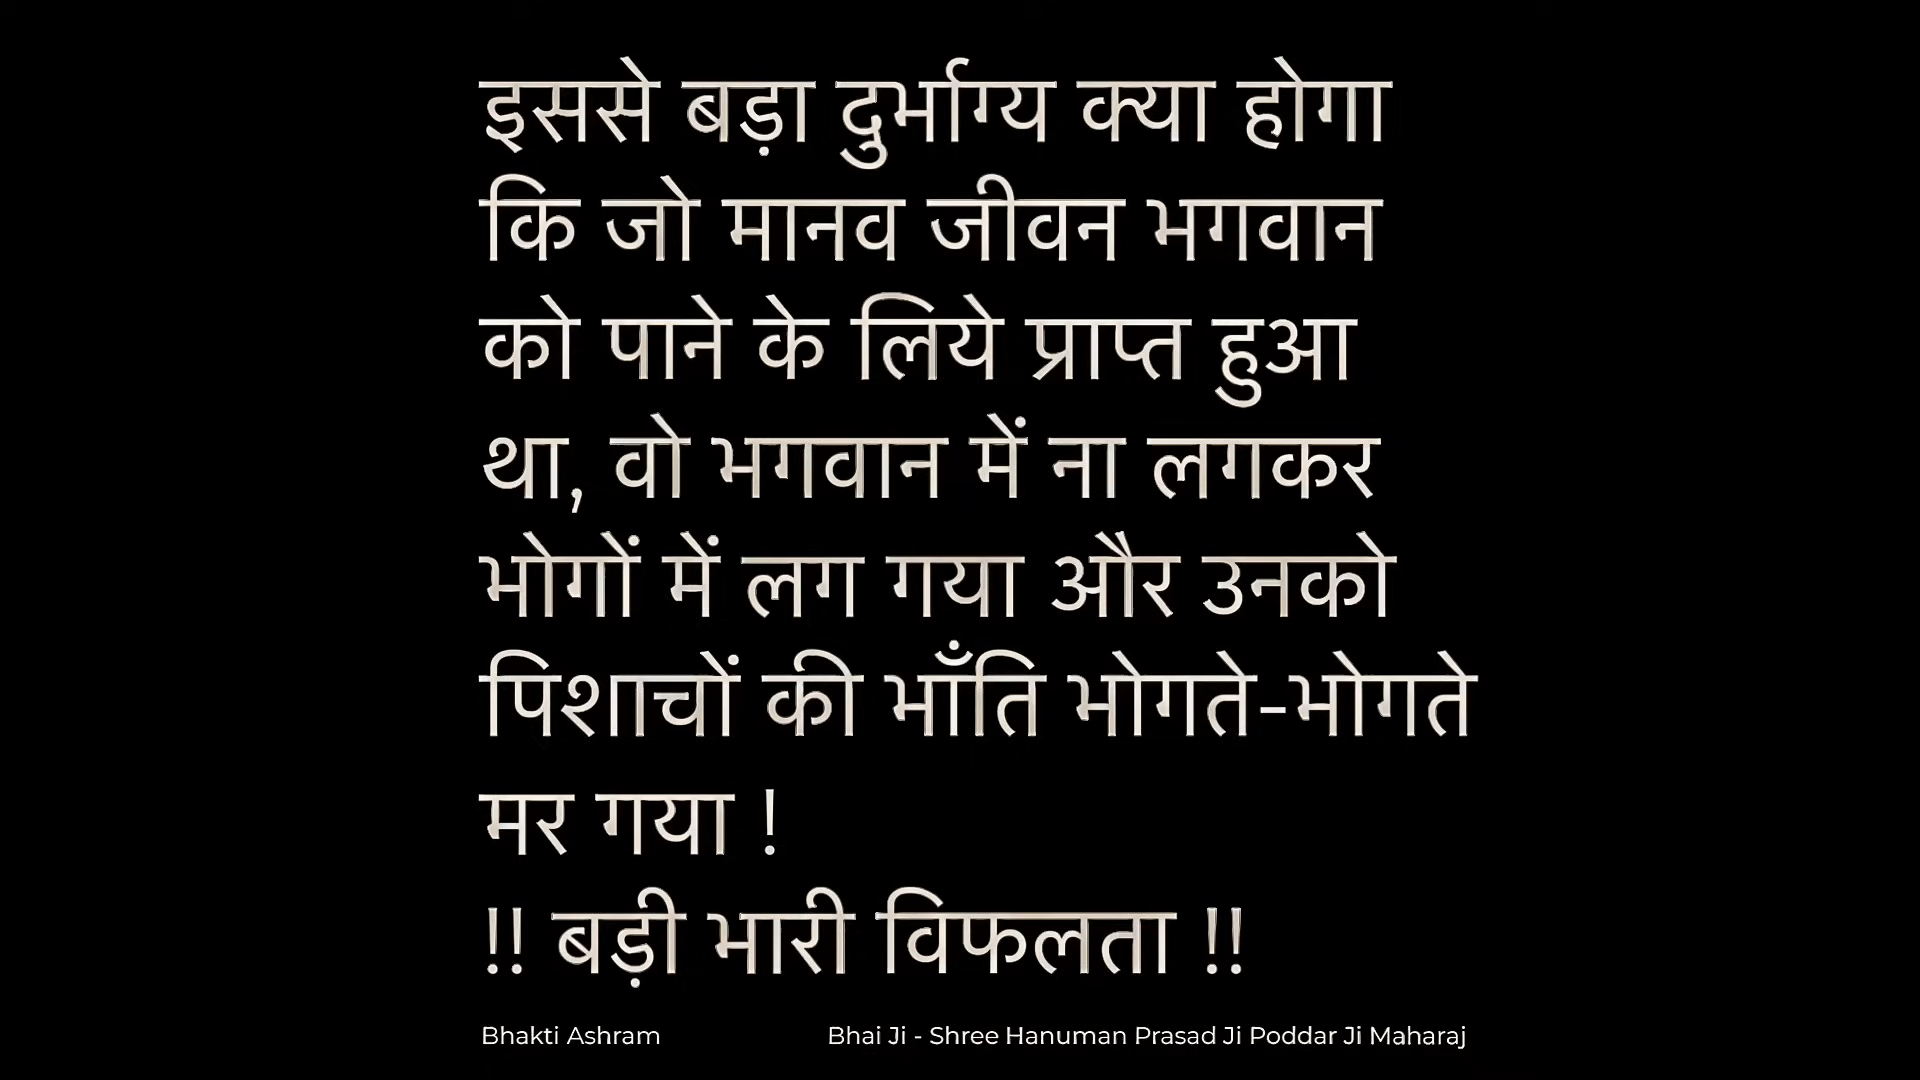 इससे बड़ा दुर्भाग्य क्या होगा
कि जो मानव जीवन भगवान
को पाने के लिये प्राप्त हुआ
था, वो भगवान में ना लगकर
भोगों में लग गया और उनको
पिशाचों की भाँति भोगते-भोगते
मर गया !
!! बड़ी भारी विफलता !!
Bhakti Ashram
Bhai Ji - Shree Hanuman Prasad Ji Poddar Ji Maharaj